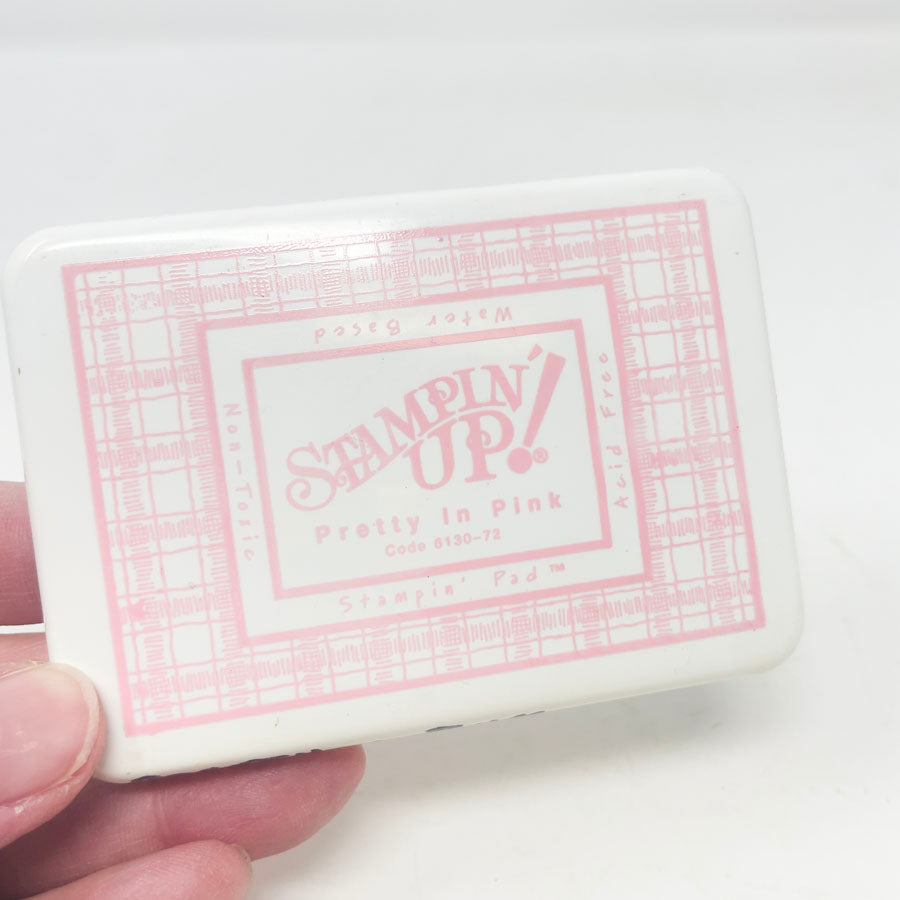 Water Based
Non-Toxic
Acid Free
STAMPIN'
UP!®
Pretty In Pink
Code 6130-72
Stampin' Pad™